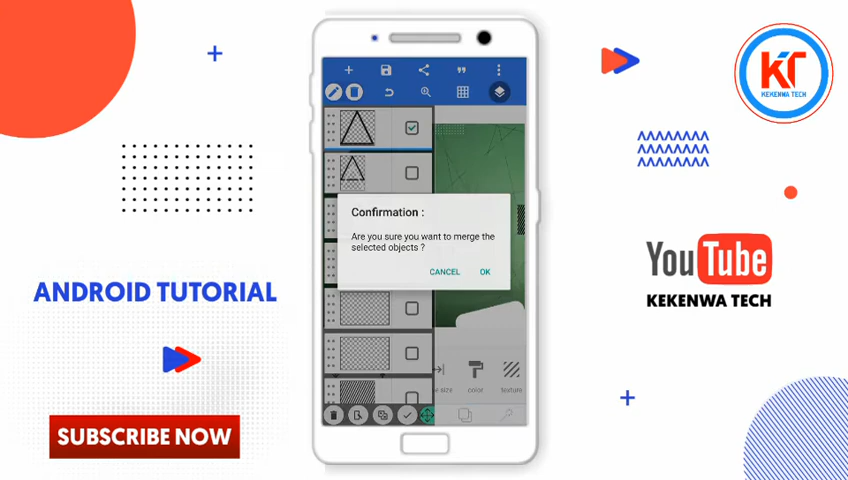 KT
KEKENWA TECH
Confirmation :
Are you sure you want to merge the
selected objects ?
CANCEL
OK
ANDROID TUTORIAL
YouTube
KEKENWA TECH
color
texture
SUBSCRIBE NOW